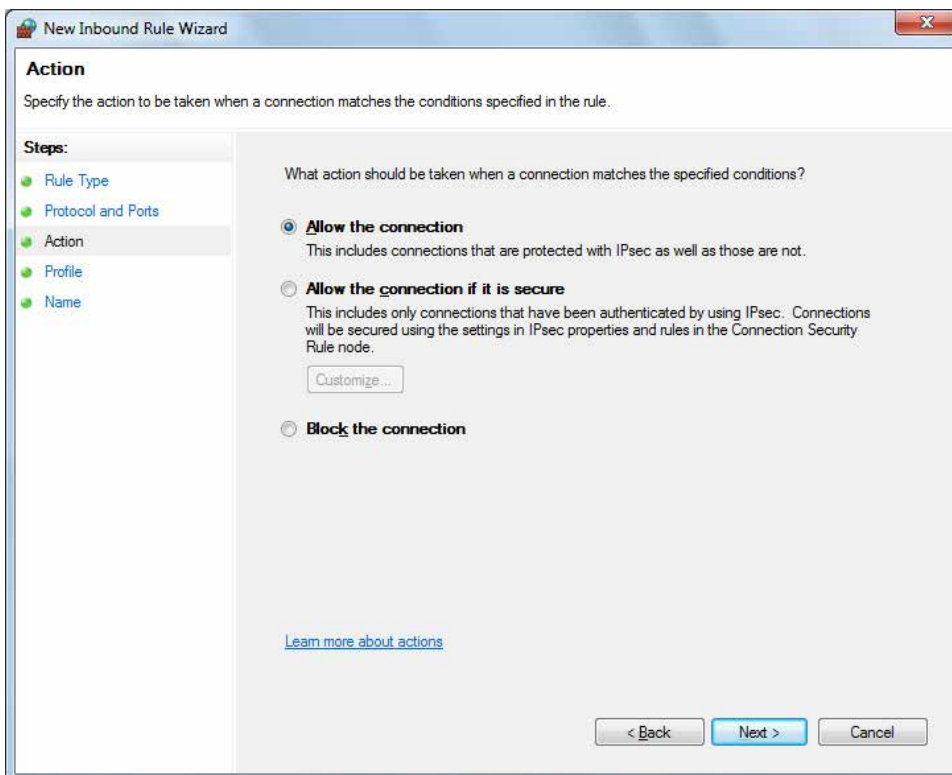 New Inbound Rule Wizard
Action
Specify the action to be taken when a connection matches the conditions specified in the rule.
Steps:
Rule Type
Protocol and Ports
Action
Profile
Name
What action should be taken when a connection matches the specified conditions?
Allow the connection
This includes connections that are protected with IPsec as well as those are not.
Allow the connection if it is secure
This includes only connections that have been authenticated by using IPsec. Connections
will be secured using the settings in IPsec properties and rules in the Connection Security
Rule node.
Customize...
Block the connection
Learn more about actions
< Back
Next >
Cancel